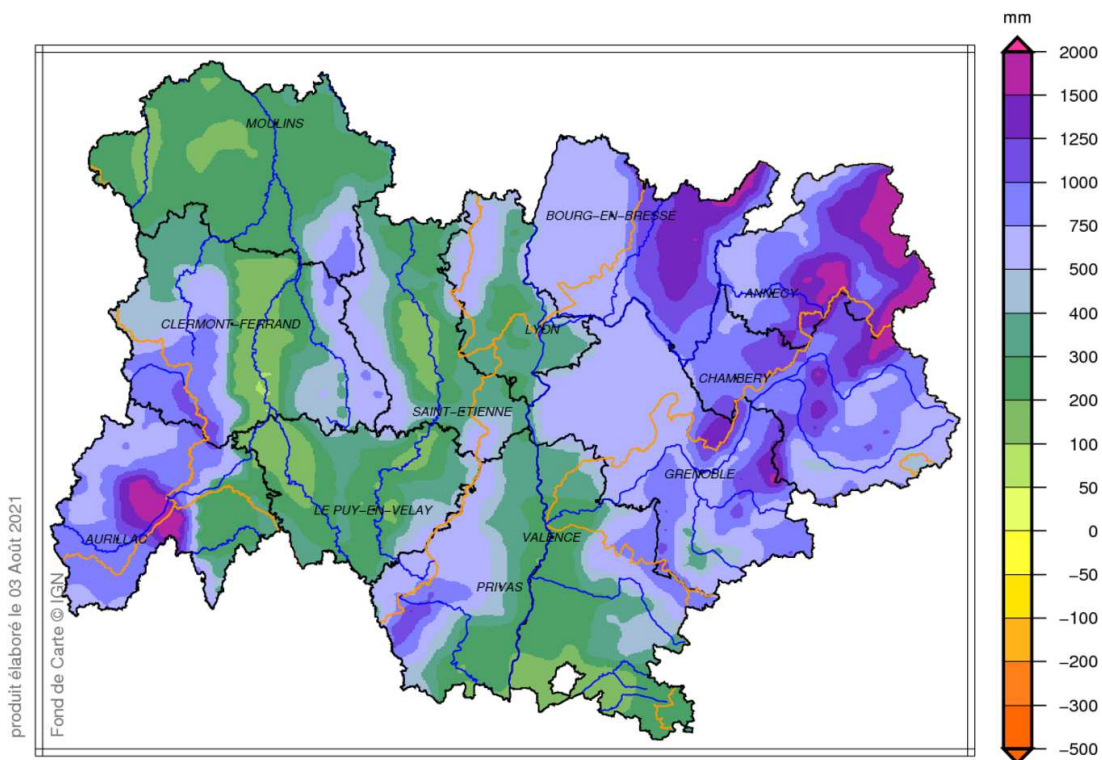 mm
2000
1500
1250
1000
750
500
400
300
200
100
50
0
−50
−100
−200
−300
−500
MOULINS
BOURG−EN−BRESSE
ANNECY
CLERMONT−FERRAND
LYON
CHAMBERY
SAINT−ETIENNE
GRENOBLE
LE PUY−EN−VELAY
AURILLAC
VALENCE
PRIVAS
produit élaboré le 03 Août 2021
Fond de Carte © IGN